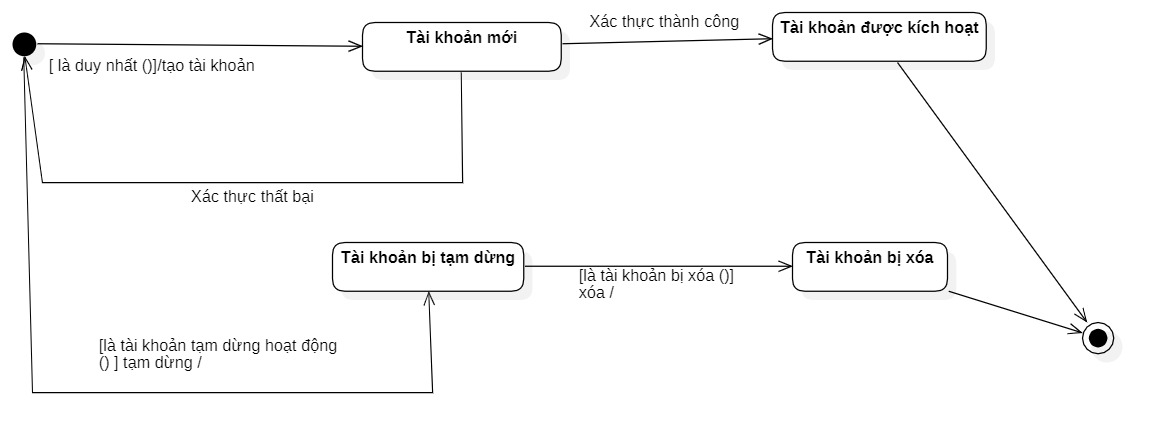 Xác thực thành công
Tài khoản được kích hoạt
Tài khoản mới
[ là duy nhất ()]/tạo tài khoản
Xác thực thất bại
Tài khoản bị tạm dừng
Tài khoản bị xóa
[là tài khoản bị xóa ()]
xóa /
[là tài khoản tạm dừng hoạt động
() ] tạm dừng /